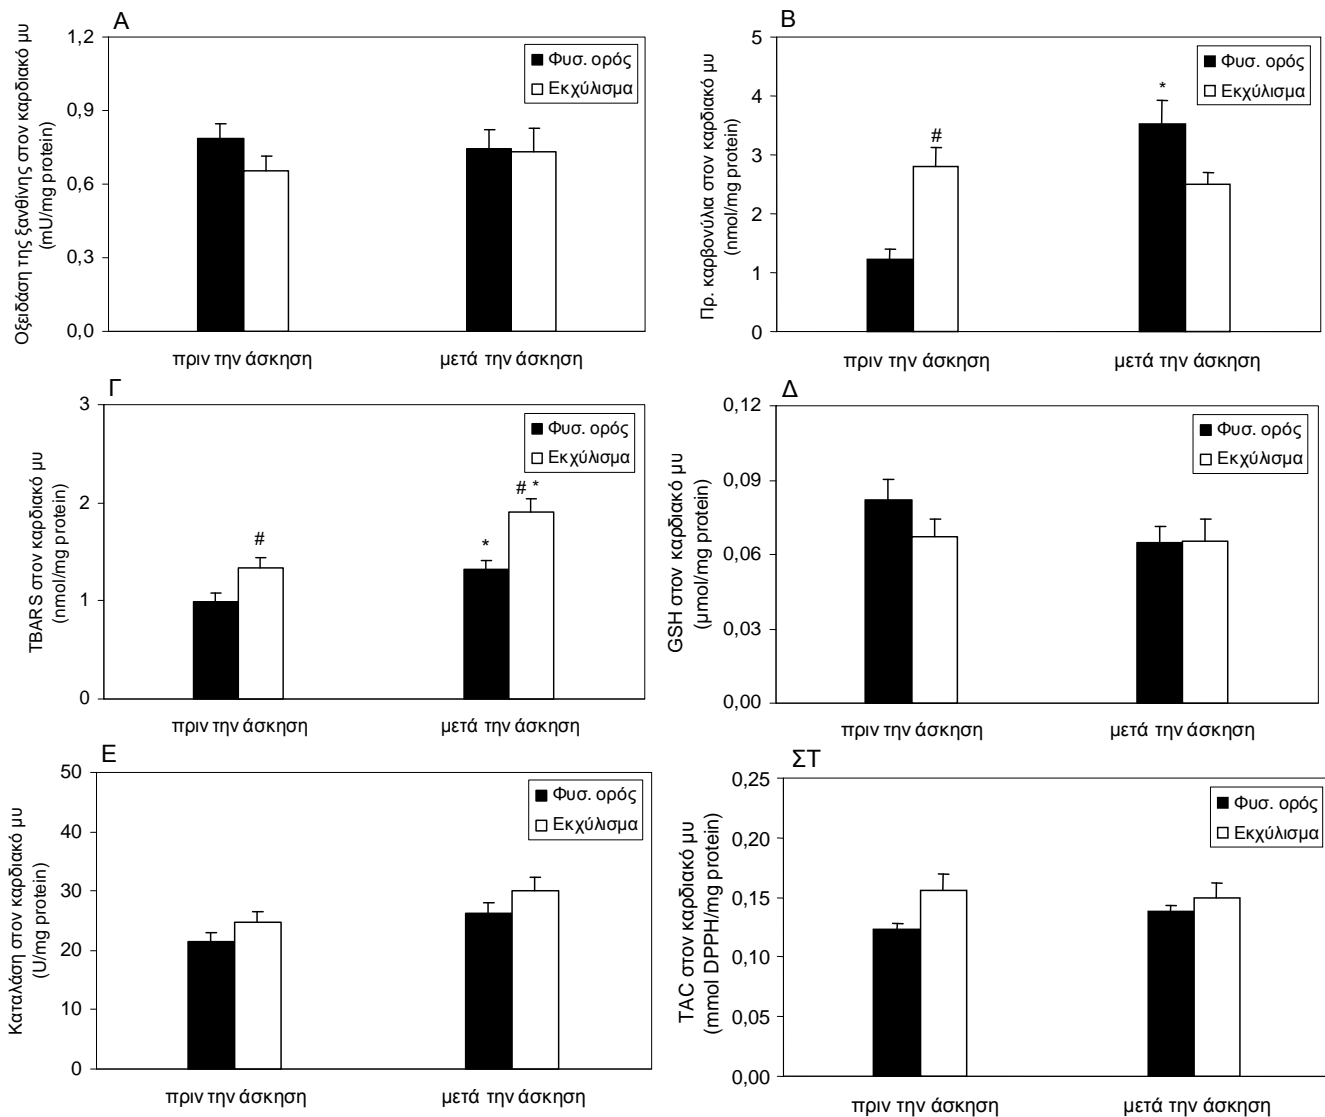 Α
Οξειδάση της ξανθίνης στον καρδιακό μυ
(mU/mg protein)
1,2
0,9
0,6
0,3
0,0
Φυσ. ορός
Εκχύλισμα
πριν την άσκηση
μετά την άσκηση
Β
Πρ. καρβονύλια στον καρδιακό μυ
(nmol/mg protein)
5
4
3
2
1
0
Φυσ. ορός
Εκχύλισμα
#
*
πριν την άσκηση
μετά την άσκηση
Γ
TBARS στον καρδιακό μυ
(nmol/mg protein)
3
2
1
0
Φυσ. ορός
Εκχύλισμα
#
*
# *
πριν την άσκηση
μετά την άσκηση
Δ
GSH στον καρδιακό μυ
(μmol/mg protein)
0,12
0,09
0,06
0,03
0,00
Φυσ. ορός
Εκχύλισμα
πριν την άσκηση
μετά την άσκηση
Ε
Καταλάση στον καρδιακό μυ
(U/mg protein)
50
40
30
20
10
0
Φυσ. ορός
Εκχύλισμα
πριν την άσκηση
μετά την άσκηση
ΣΤ
TAC στον καρδιακό μυ
(mmol DPPH/mg protein)
0,25
0,20
0,15
0,10
0,05
0,00
Φυσ. ορός
Εκχύλισμα
πριν την άσκηση
μετά την άσκηση